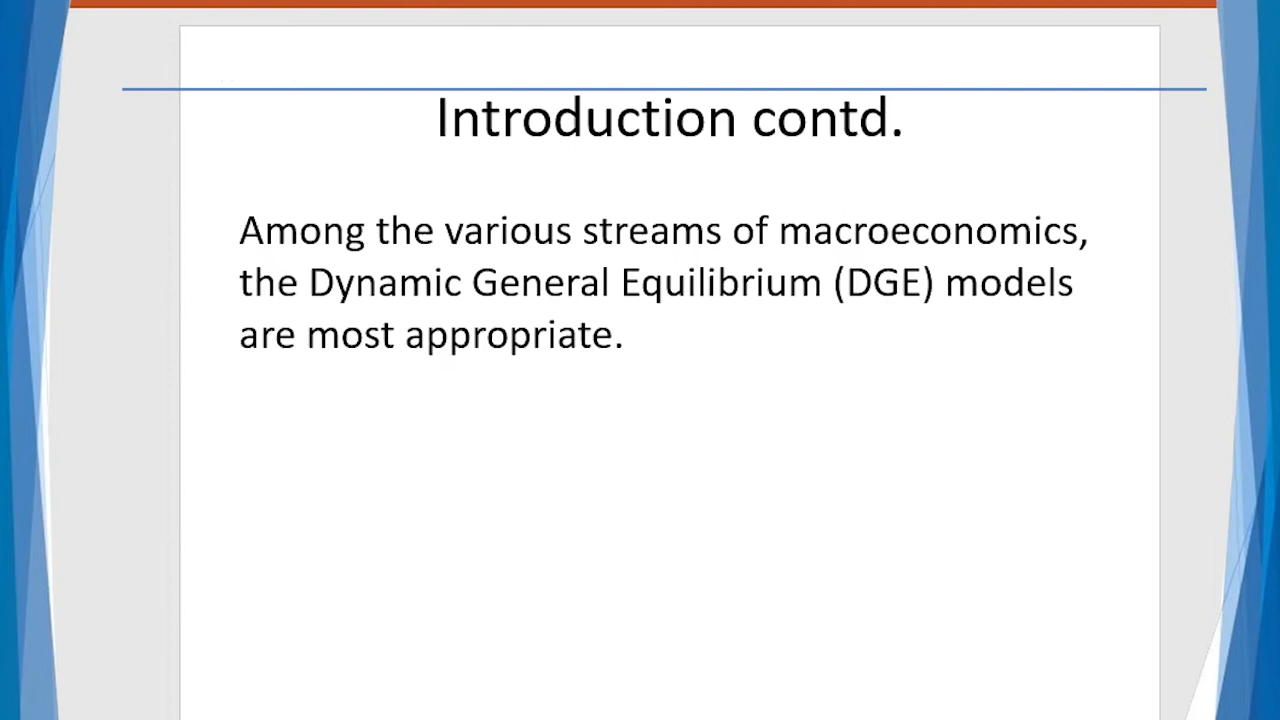 Introduction contd.
Among the various streams of macroeconomics,
the Dynamic General Equilibrium (DGE) models
are most appropriate.